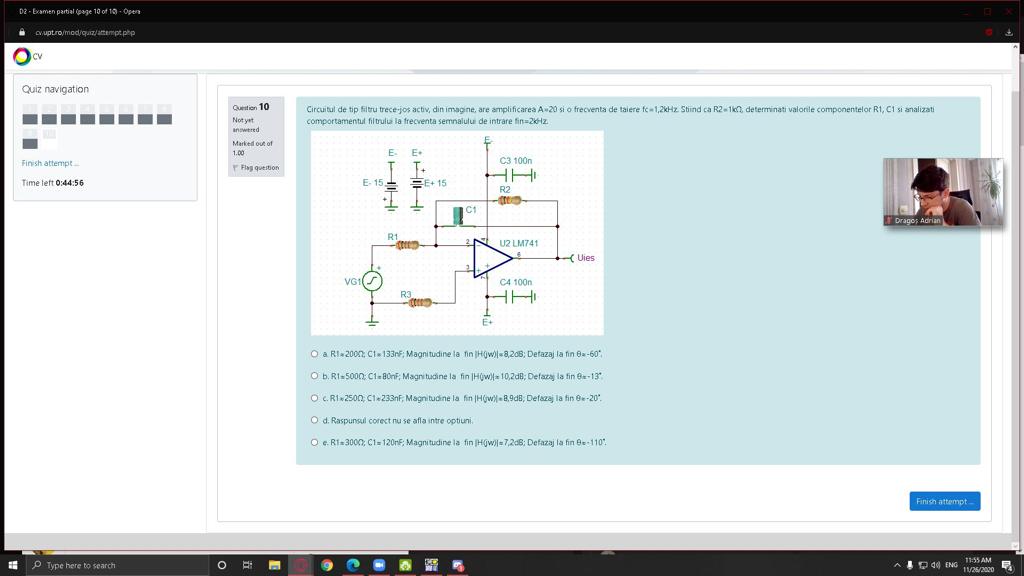 D2 - Examen partial (page 10 of 10) - Opera
cv.upt.ro/mod/quiz/attempt.php
CV
Quiz navigation
1 2 3 4 5 6 7 8
9 10
Finish attempt ...
Time left 0:44:56
Question 10
Not yet
answered
Marked out of
1.00
Flag question
Circuitul de tip filtru trece-jos activ, din imagine, are amplificarea A=20 si o frecventa de taiere fc=1,2kHz. Stiind ca R2=1kΩ, determinati valorile componentelor R1, C1 si analizati
comportamentul filtrului la frecventa semnalului de intrare fin=2kHz.
E-
E- E+
C3 100n
E- 15 E+ 15
R2
C1
R1
U2 LM741
2
4
6
3
7
Uies
VG1
R3
C4 100n
E+
a. R1=200Ω; C1=133nF; Magnitudine la fin |H(jw)|=8,2dB; Defazaj la fin θ=-60°.
b. R1=500Ω; C1=80nF; Magnitudine la fin |H(jw)|=10,2dB; Defazaj la fin θ=-13°.
c. R1=250Ω; C1=233nF; Magnitudine la fin |H(jw)|=8,9dB; Defazaj la fin θ=-20°.
d. Raspunsul corect nu se afla intre optiuni.
e. R1=300Ω; C1=120nF; Magnitudine la fin |H(jw)|=7,2dB; Defazaj la fin θ=-110°.
Dragoș Adrian
Finish attempt ...
Type here to search
ENG
11:55 AM
11/26/2020
4